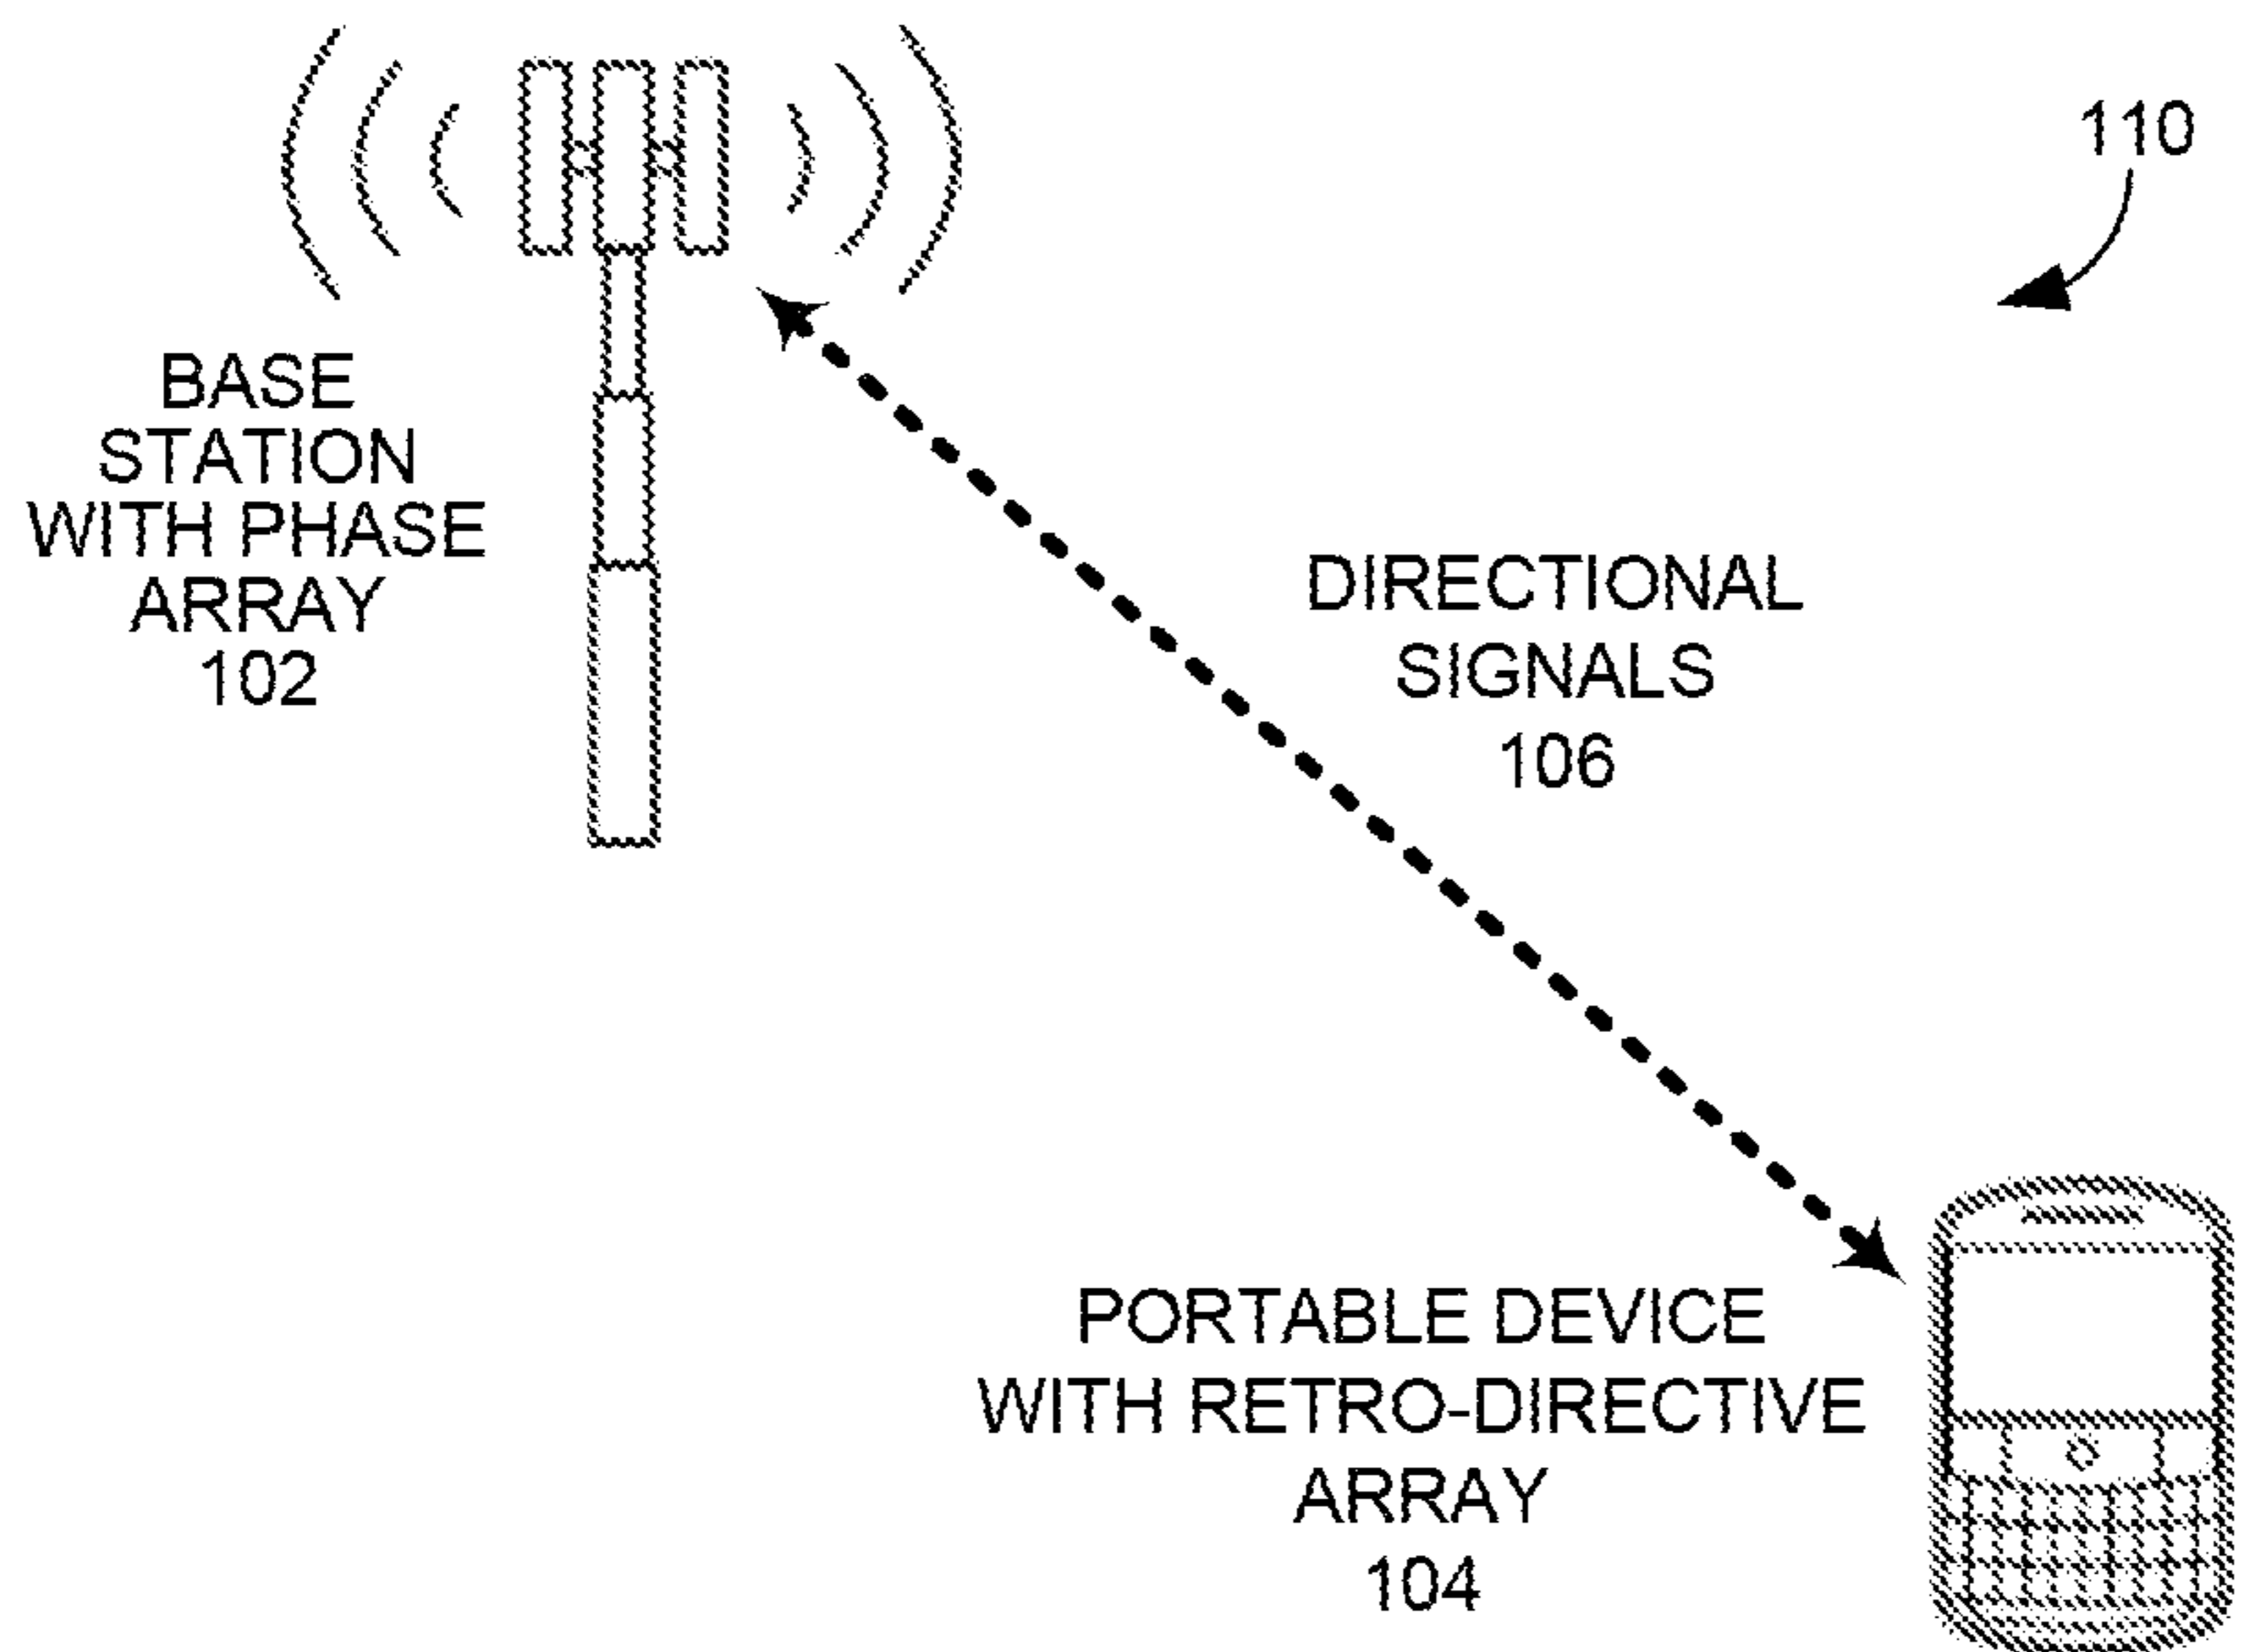 110
BASE
STATION
WITH PHASE
ARRAY
102
DIRECTIONAL
SIGNALS
106
PORTABLE DEVICE
WITH RETRO-DIRECTIVE
ARRAY
104